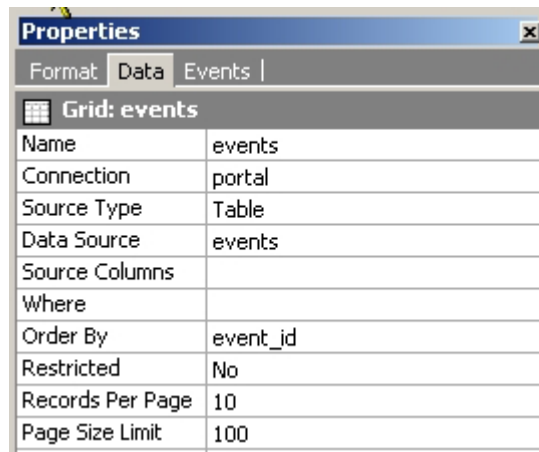 Properties
Format Data Events
Grid: events
Name events
Connection portal
Source Type Table
Data Source events
Source Columns
Where
Order By event_id
Restricted No
Records Per Page 10
Page Size Limit 100